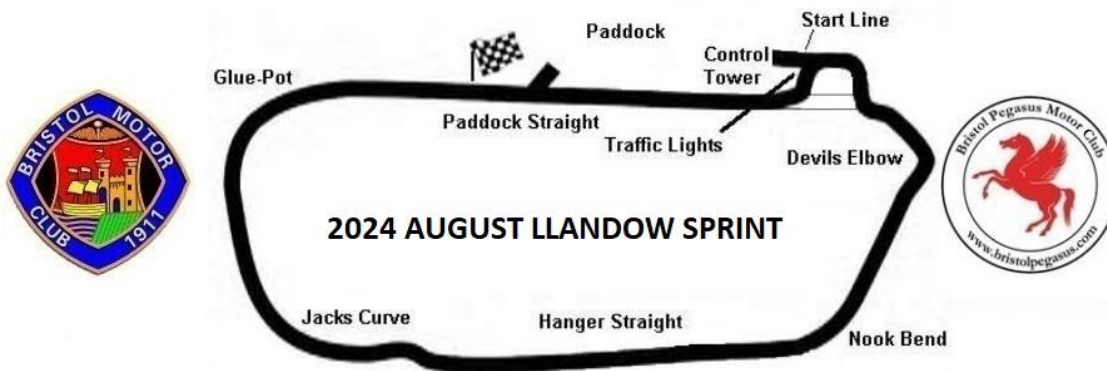 Start Line
Paddock
Control
Tower
Glue-Pot
Paddock Straight
Traffic Lights
Devils Elbow
BRISTOL MOTOR
CLUB 1911
Bristol Pegasus Motor Club
www.bristolpegasus.com
2024 AUGUST LLANDOW SPRINT
Jacks Curve
Hanger Straight
Nook Bend